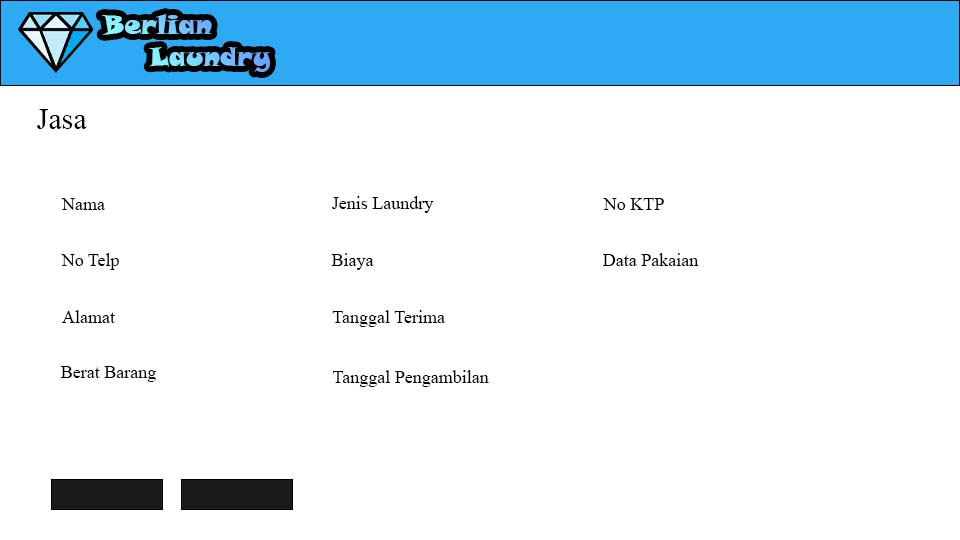 Berlian
Laundry
Jasa
Nama
No Telp
Alamat
Berat Barang
Jenis Laundry
Biaya
Tanggal Terima
Tanggal Pengambilan
No KTP
Data Pakaian